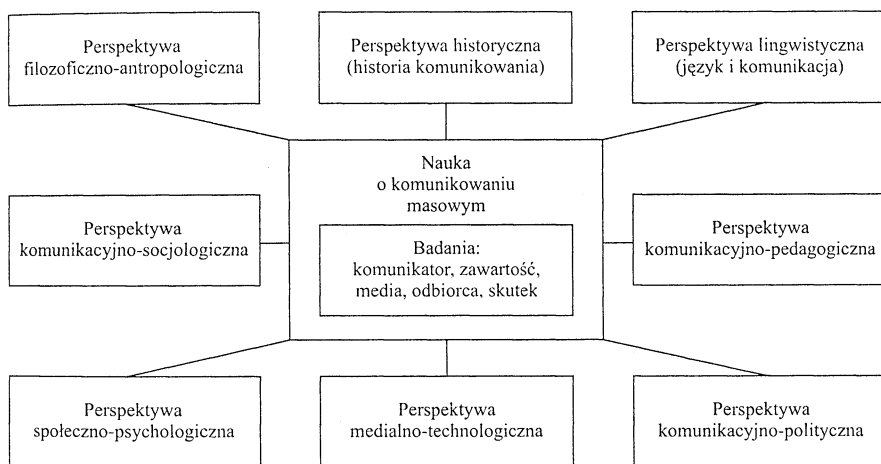 Perspektywa
filozoficzno-antropologiczna
Perspektywa historyczna
(historia komunikowania)
Perspektywa lingwistyczna
(język i komunikacja)
Nauka
o komunikowaniu
masowym
Perspektywa
komunikacyjno-socjologiczna
Badania:
komunikator, zawartość,
media, odbiorca, skutek
Perspektywa
komunikacyjno-pedagogiczna
Perspektywa
społeczno-psychologiczna
Perspektywa
medialno-technologiczna
Perspektywa
komunikacyjno-polityczna